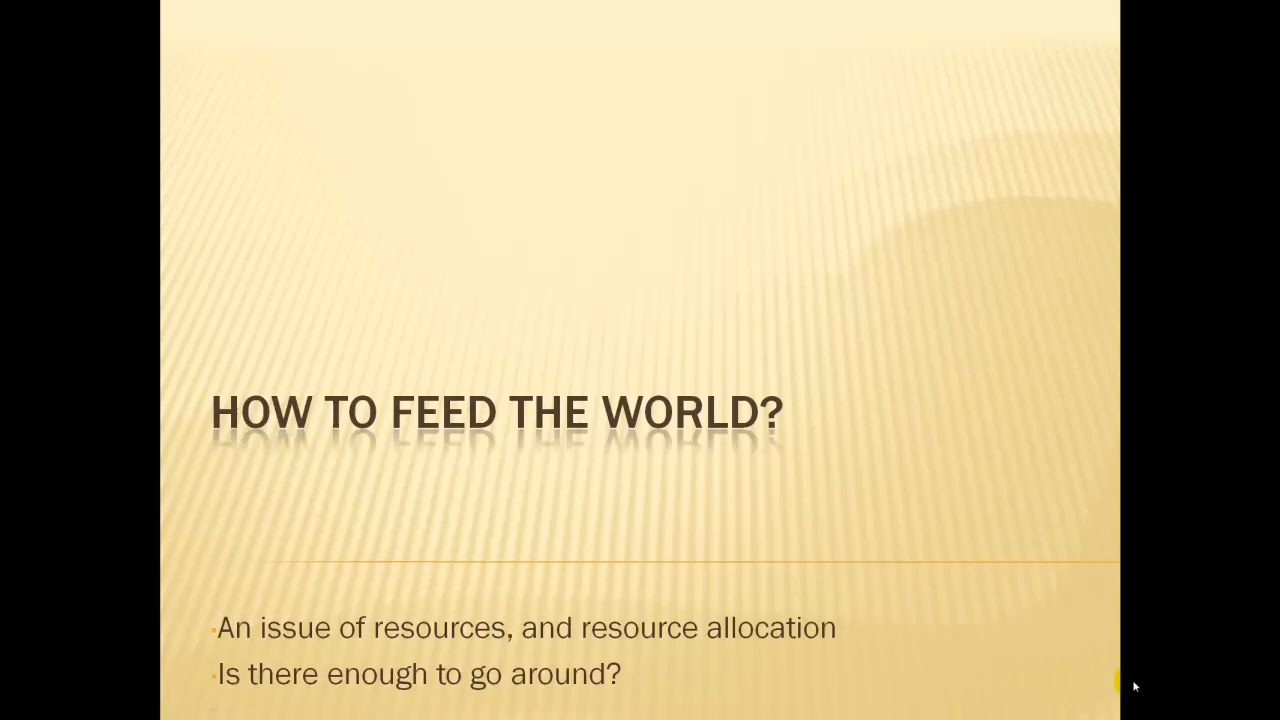 HOW TO FEED THE WORLD?
▪An issue of resources, and resource allocation
▪Is there enough to go around?